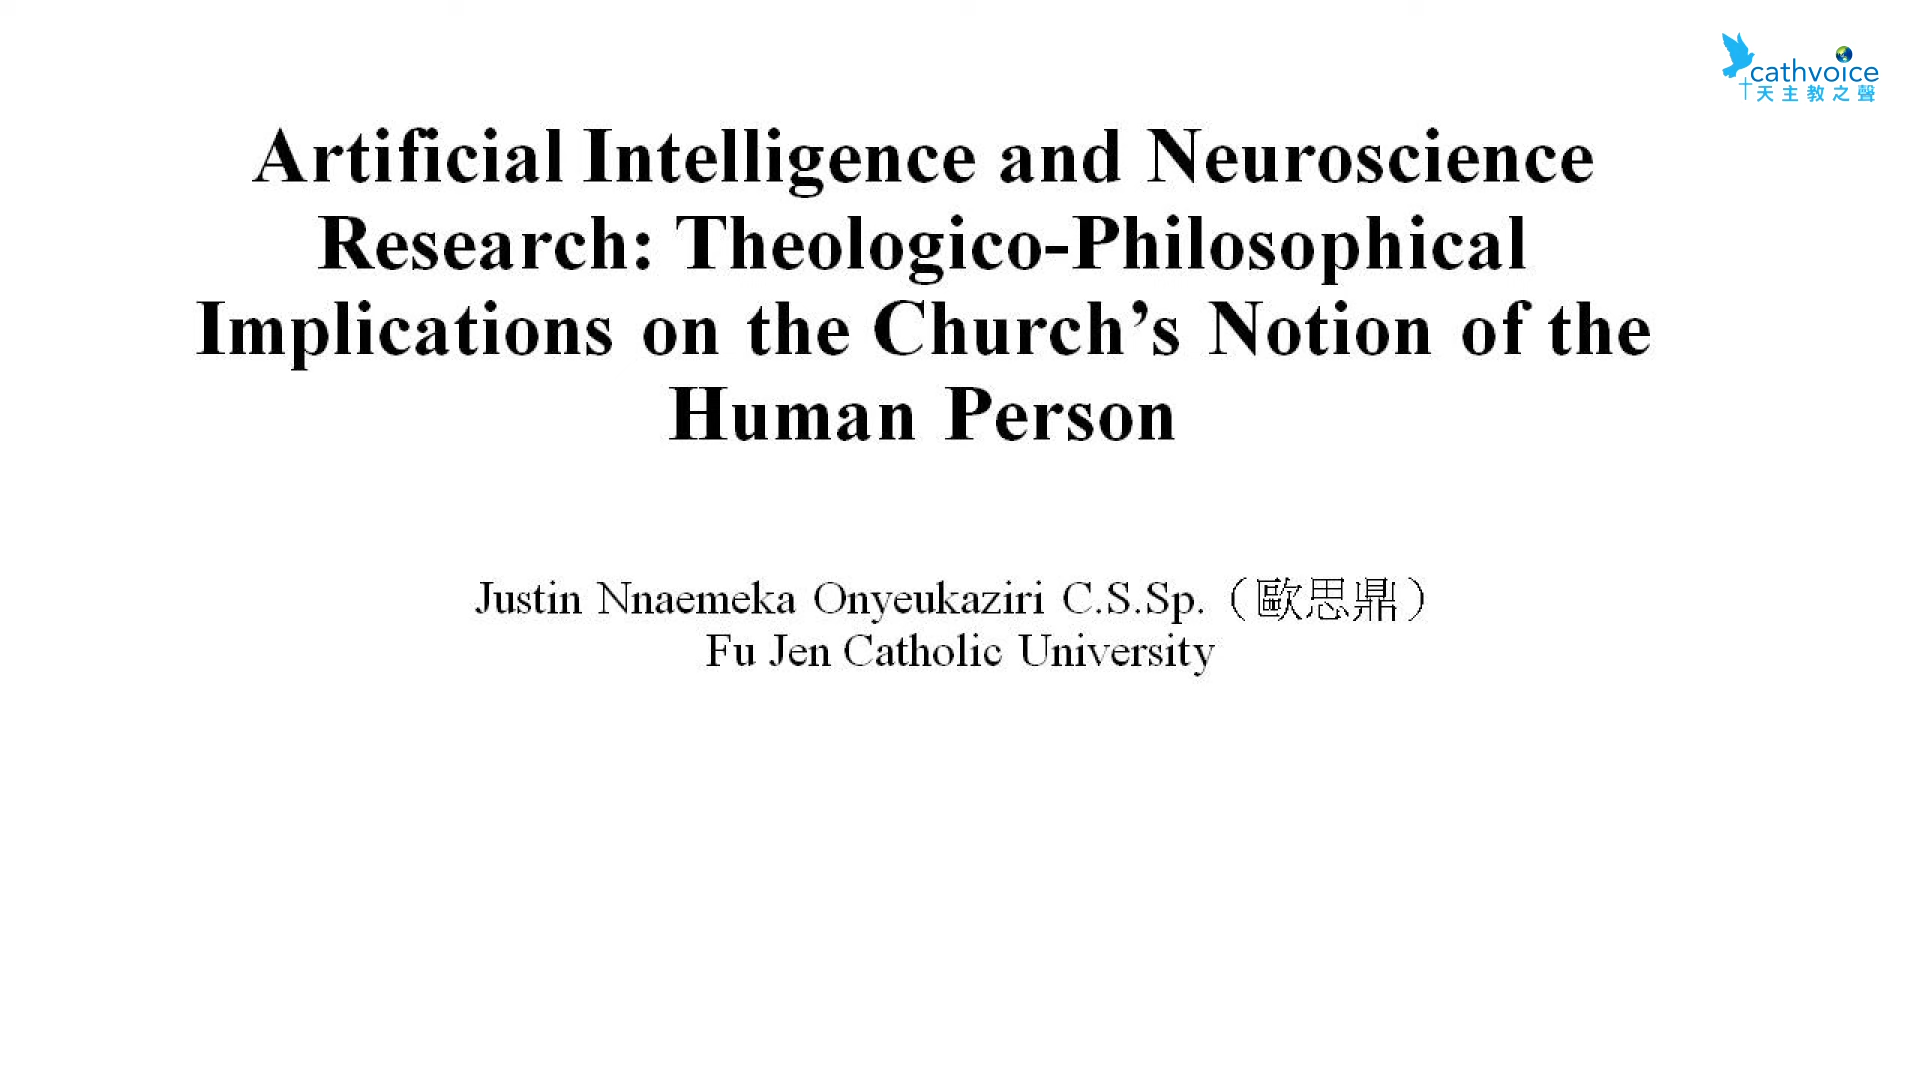 cathvoice
天主教之聲
Artificial Intelligence and Neuroscience
Research: Theologico-Philosophical
Implications on the Church’s Notion of the
Human Person
Justin Nnaemeka Onyeukaziri C.S.Sp.（歐思鼎）
Fu Jen Catholic University